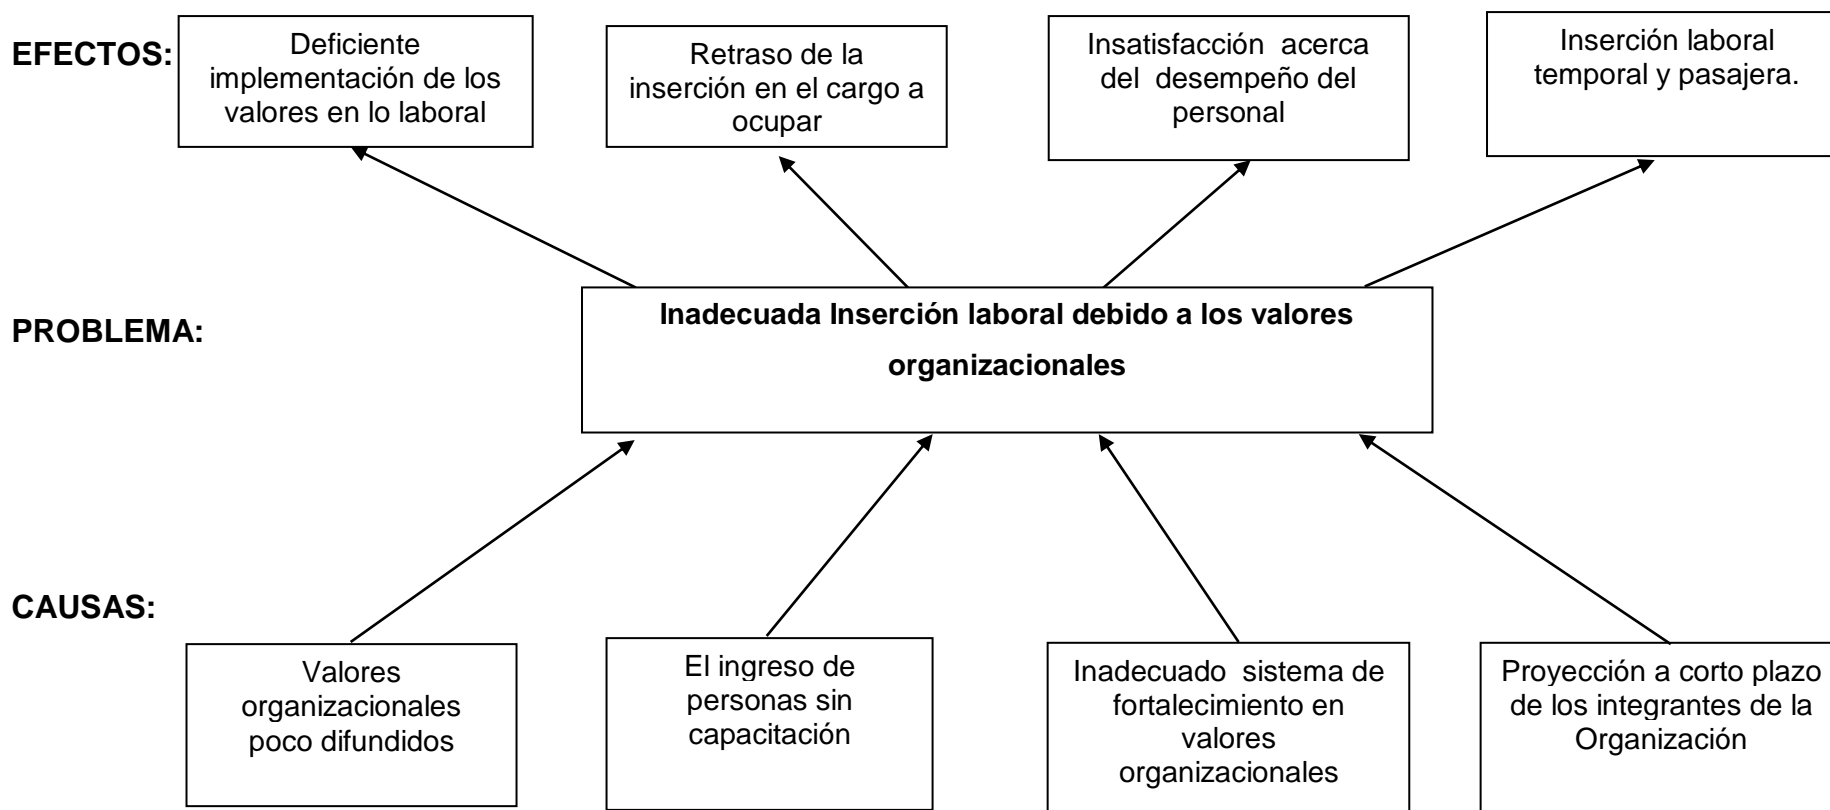 EFECTOS:
Deficiente
implementación de los
valores en lo laboral
Retraso de la
inserción en el cargo a
ocupar
Insatisfacción acerca
del desempeño del
personal
Inserción laboral
temporal y pasajera.
PROBLEMA:
Inadecuada Inserción laboral debido a los valores
organizacionales
CAUSAS:
Valores
organizacionales
poco difundidos
El ingreso de
personas sin
capacitación
Inadecuado sistema de
fortalecimiento en
valores
organizacionales
Proyección a corto plazo
de los integrantes de la
Organización